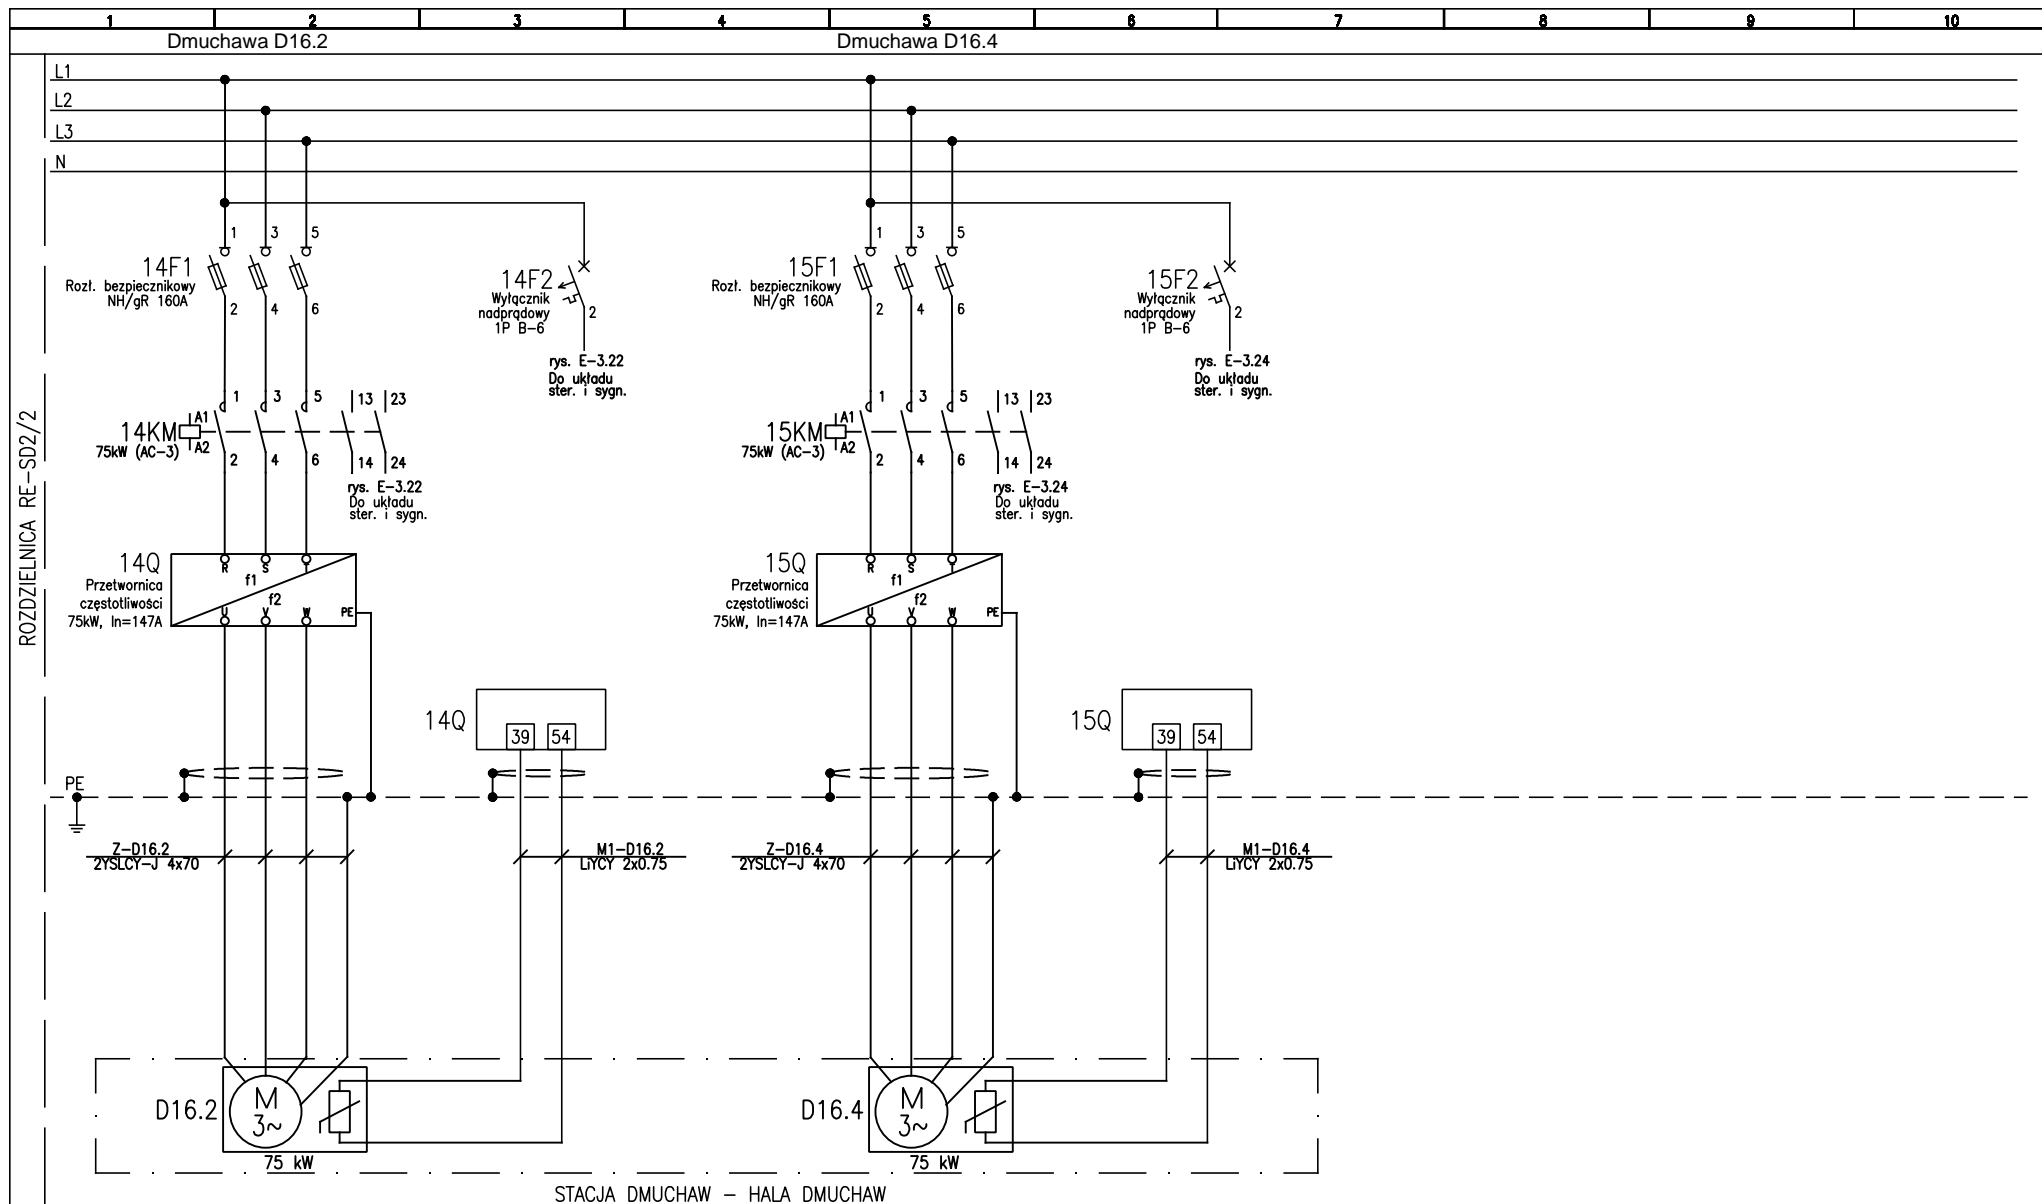 1 2 3 4 5 6 7 8 9 10
Dmuchawa D16.2 Dmuchawa D16.4
L1
L2
L3
N
ROZDZIELNICA RE-SD2/2
1 3 5
14F1
Rozł. bezpiecznikowy
NH/gR 160A
2 4 6
14F2
Wyłącznik
nadprądowy
1P B-6
2
rys. E-3.22
Do układu
ster. i sygn.
1 3 5 13 23
14KM
75kW (AC-3)
A1
A2
2 4 6 14 24
rys. E-3.22
Do układu
ster. i sygn.
14Q
Przetwornica
częstotliwości
75kW, In=147A
R S T
f1
f2
U V W PE
14Q
39 54
1 3 5
15F1
Rozł. bezpiecznikowy
NH/gR 160A
2 4 6
15F2
Wyłącznik
nadprądowy
1P B-6
2
rys. E-3.24
Do układu
ster. i sygn.
1 3 5 13 23
15KM
75kW (AC-3)
A1
A2
2 4 6 14 24
rys. E-3.24
Do układu
ster. i sygn.
15Q
Przetwornica
częstotliwości
75kW, In=147A
R S T
f1
f2
U V W PE
15Q
39 54
PE
Z-D16.2
2YSLCY-J 4x70
M1-D16.2
LiYCY 2x0.75
Z-D16.4
2YSLCY-J 4x70
M1-D16.4
LiYCY 2x0.75
D16.2
M
3~
75 kW
D16.4
M
3~
75 kW
STACJA DMUCHAW - HALA DMUCHAW